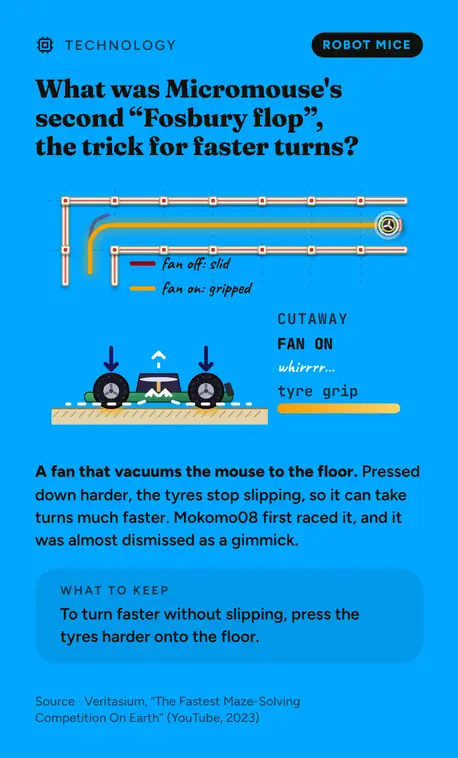 TECHNOLOGY
ROBOT MICE
What was Micromouse's
second “Fosbury flop”,
the trick for faster turns?
fan off: slid
fan on: gripped
CUTAWAY
FAN ON
whirrrr...
tyre grip
A fan that vacuums the mouse to the floor. Pressed
down harder, the tyres stop slipping, so it can take
turns much faster. Mokomo08 first raced it, and it
was almost dismissed as a gimmick.
WHAT TO KEEP
To turn faster without slipping, press the
tyres harder onto the floor.
Source · Veritasium, “The Fastest Maze-Solving
Competition On Earth” (YouTube, 2023)